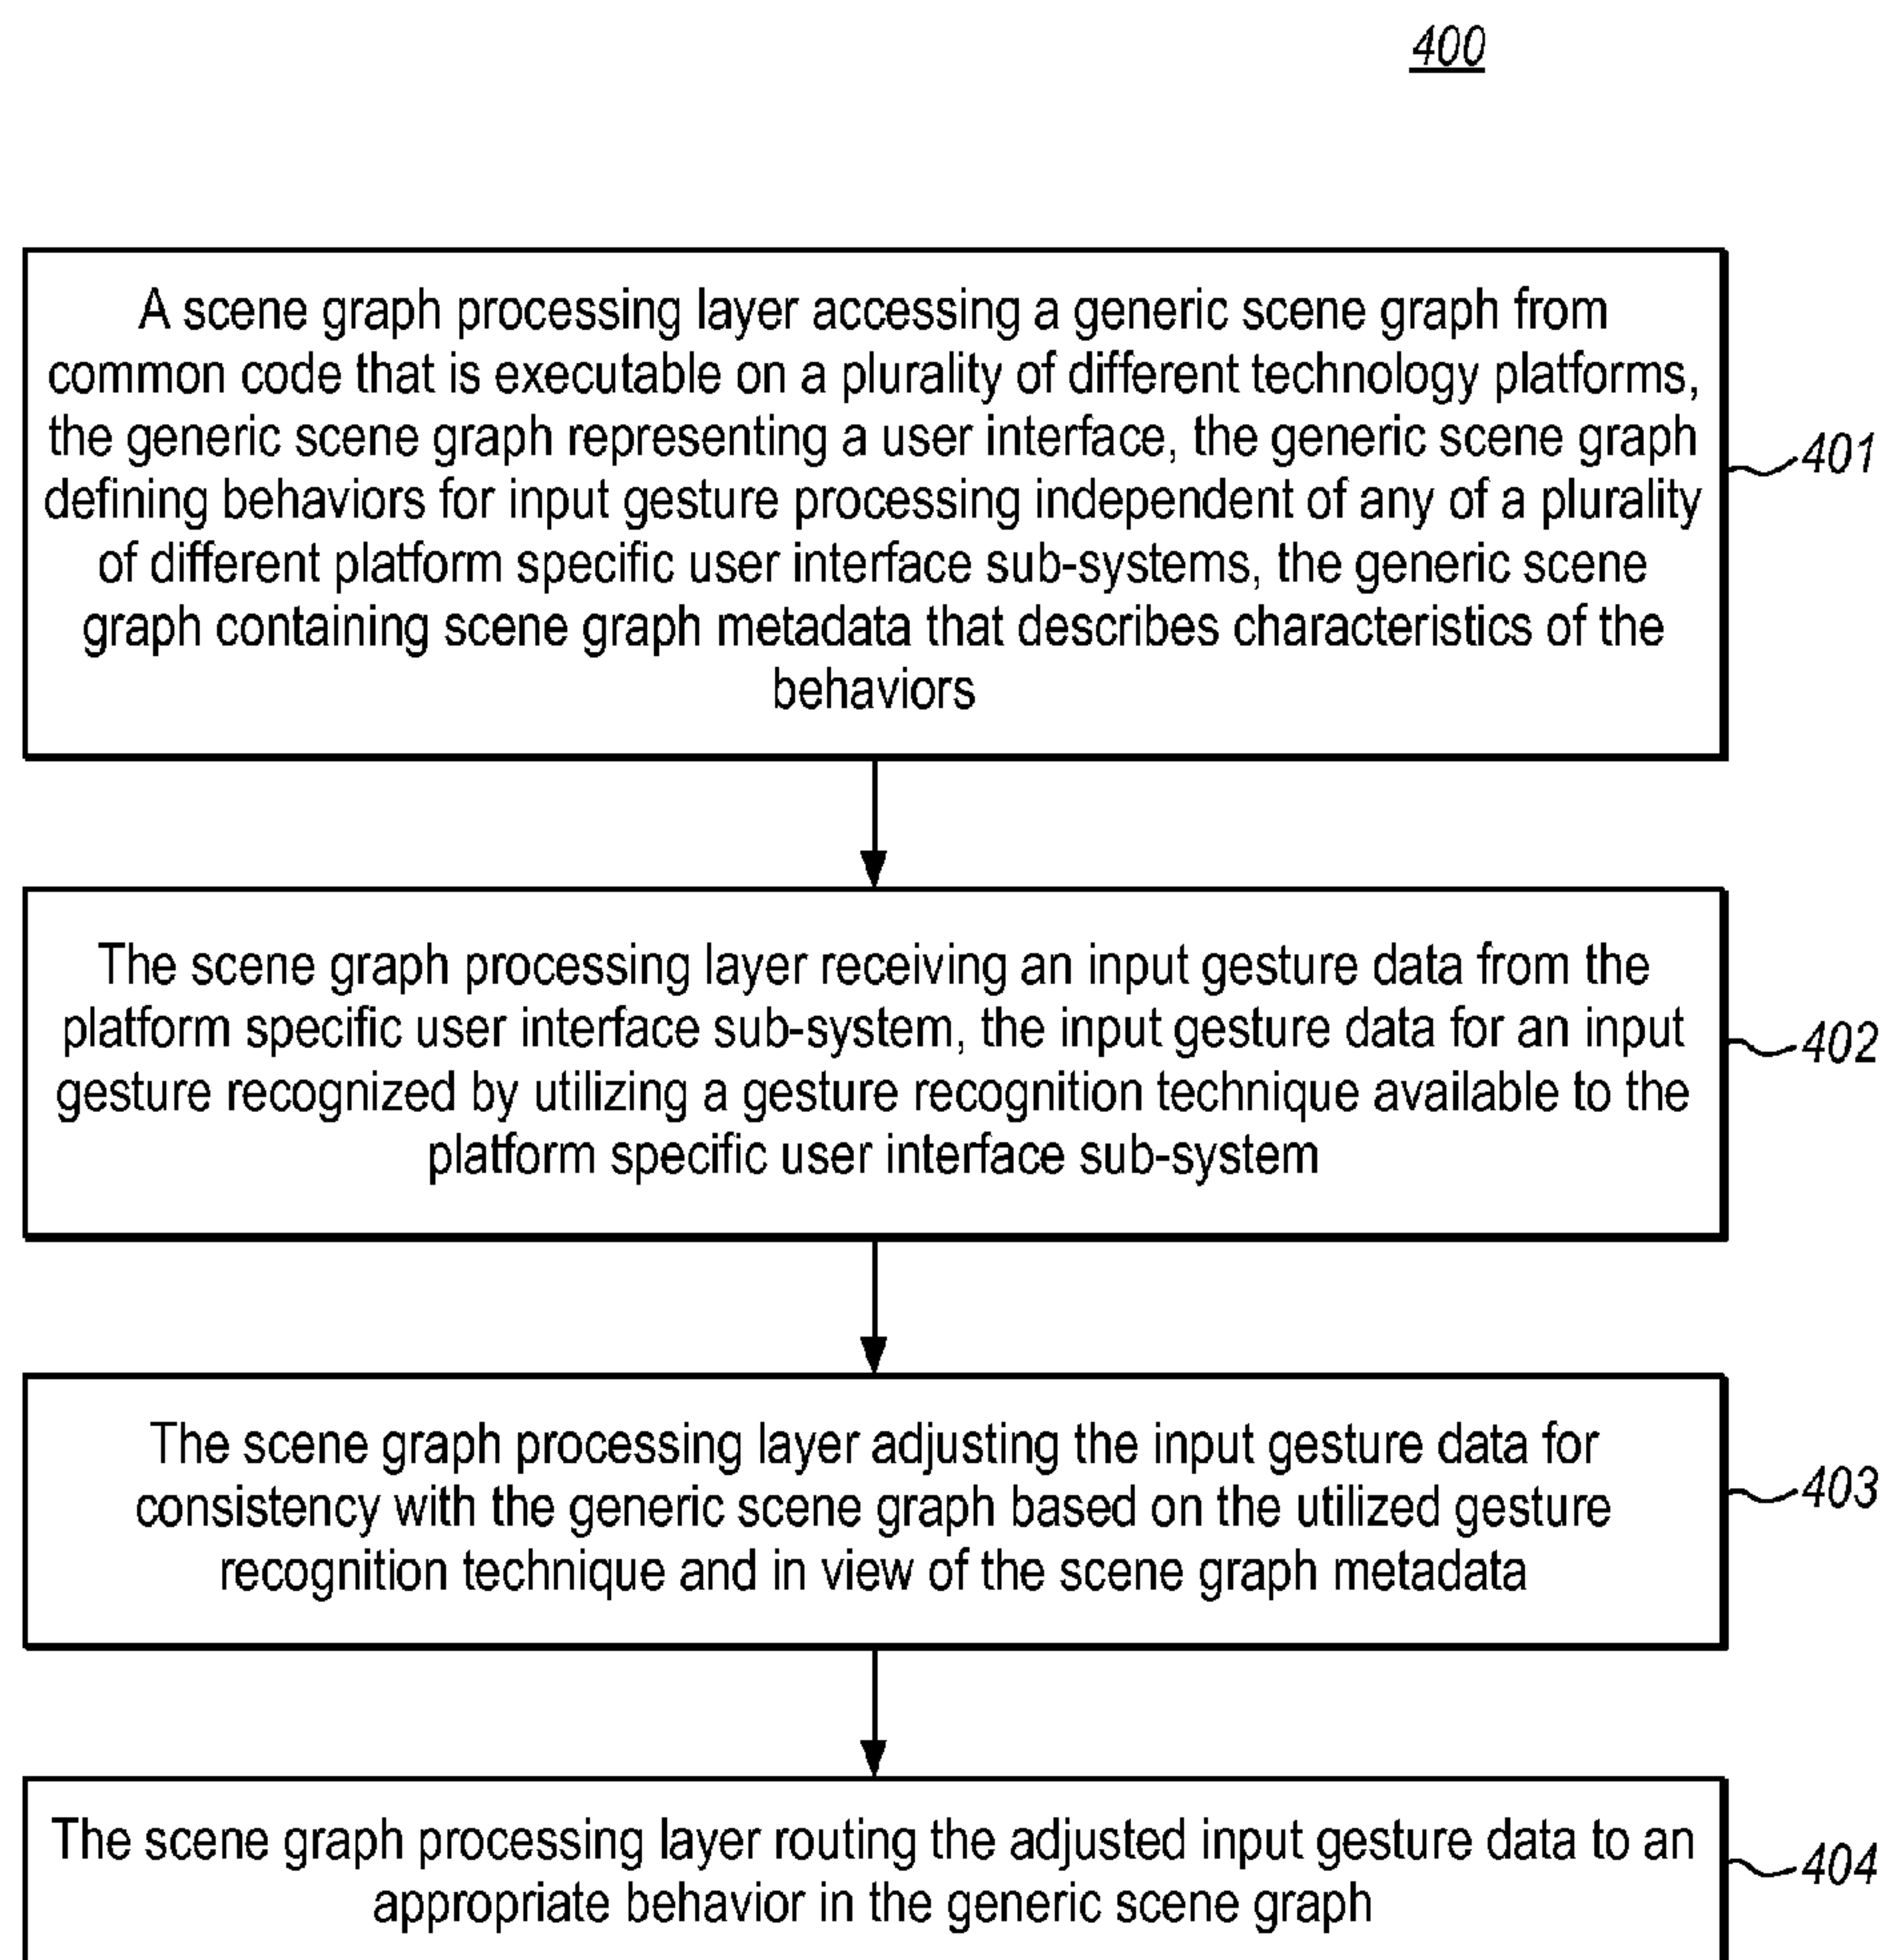 400
A scene graph processing layer accessing a generic scene graph from
common code that is executable on a plurality of different technology platforms,
the generic scene graph representing a user interface, the generic scene graph
defining behaviors for input gesture processing independent of any of a plurality
of different platform specific user interface sub-systems, the generic scene
graph containing scene graph metadata that describes characteristics of the
behaviors
401
The scene graph processing layer receiving an input gesture data from the
platform specific user interface sub-system, the input gesture data for an input
gesture recognized by utilizing a gesture recognition technique available to the
platform specific user interface sub-system
402
The scene graph processing layer adjusting the input gesture data for
consistency with the generic scene graph based on the utilized gesture
recognition technique and in view of the scene graph metadata
403
The scene graph processing layer routing the adjusted input gesture data to an
appropriate behavior in the generic scene graph
404